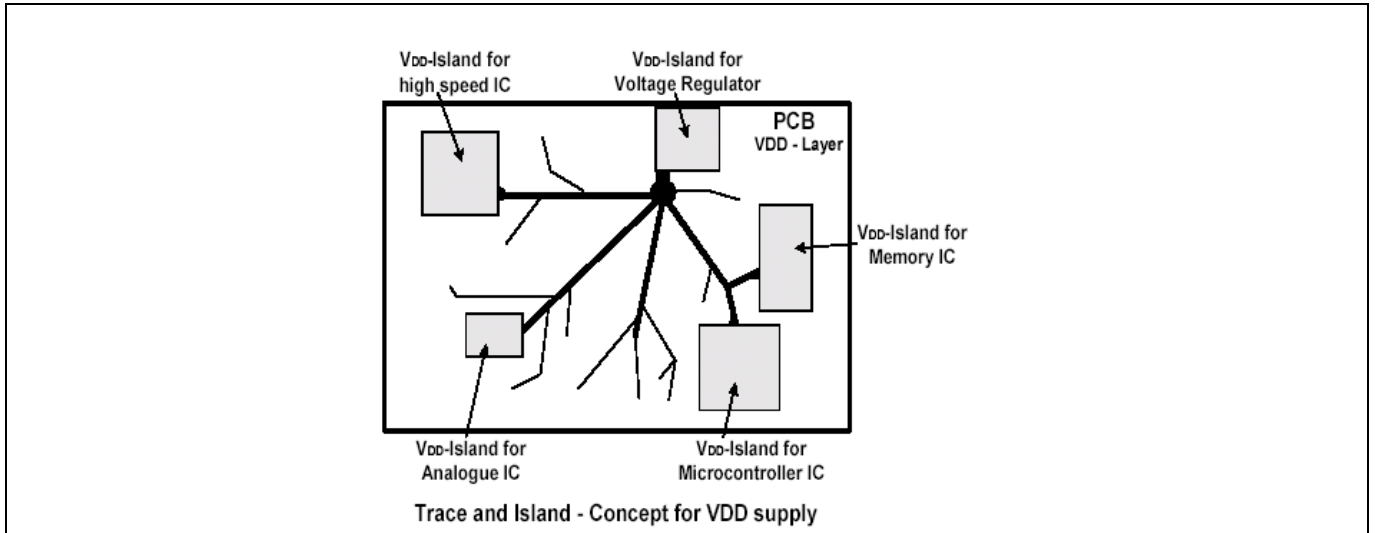 VDD-Island for
high speed IC
VDD-Island for
Voltage Regulator
PCB
VDD - Layer
VDD-Island for
Memory IC
VDD-Island for
Analogue IC
VDD-Island for
Microcontroller IC
Trace and Island - Concept for VDD supply